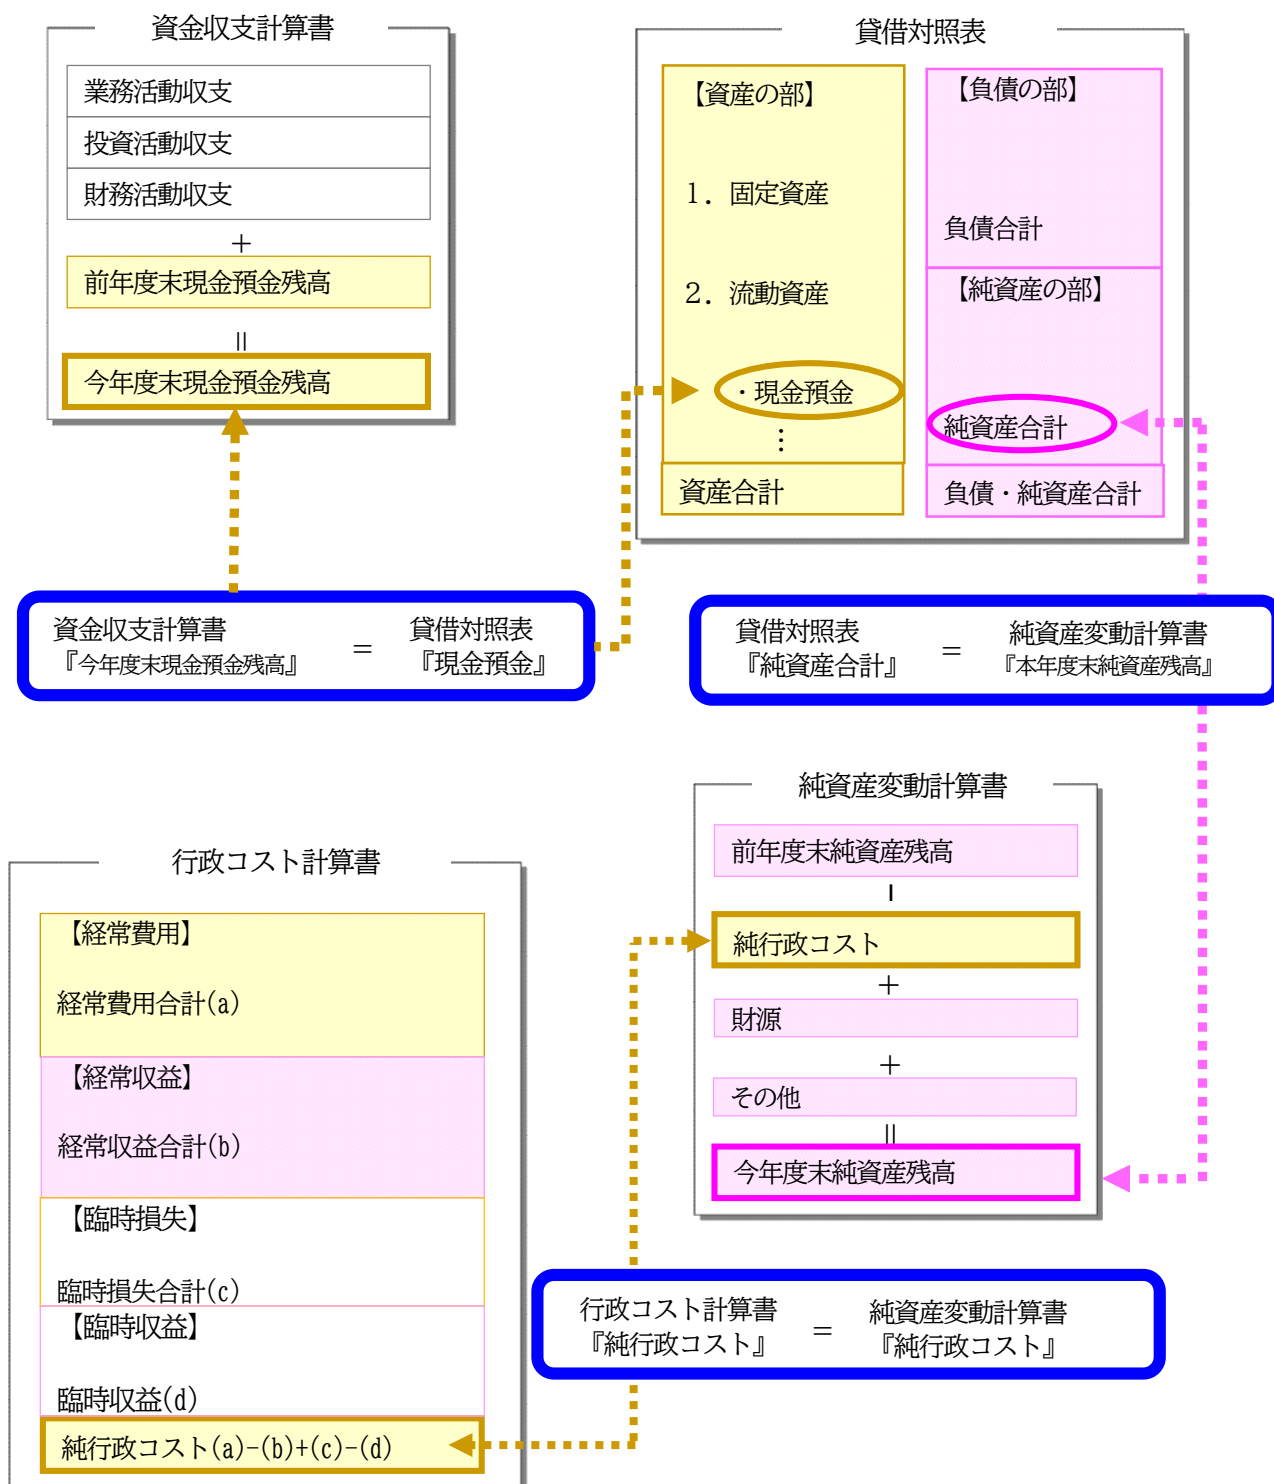 資金収支計算書
業務活動収支
投資活動収支
財務活動収支
＋
前年度末現金預金残高
＝
今年度末現金預金残高
貸借対照表
【資産の部】
１．固定資産
２．流動資産
・現金預金
⋮
資産合計
【負債の部】
負債合計
【純資産の部】
純資産合計
負債・純資産合計
資金収支計算書 ＝ 貸借対照表
『今年度末現金預金残高』 『現金預金』
貸借対照表 ＝ 純資産変動計算書
『純資産合計』 『本年度末純資産残高』
行政コスト計算書
【経常費用】
経常費用合計(a)
【経常収益】
経常収益合計(b)
【臨時損失】
臨時損失合計(c)
【臨時収益】
臨時収益(d)
純行政コスト(a)-(b)+(c)-(d)
純資産変動計算書
前年度末純資産残高
－
純行政コスト
＋
財源
＋
その他
＝
今年度末純資産残高
行政コスト計算書 ＝ 純資産変動計算書
『純行政コスト』 『純行政コスト』